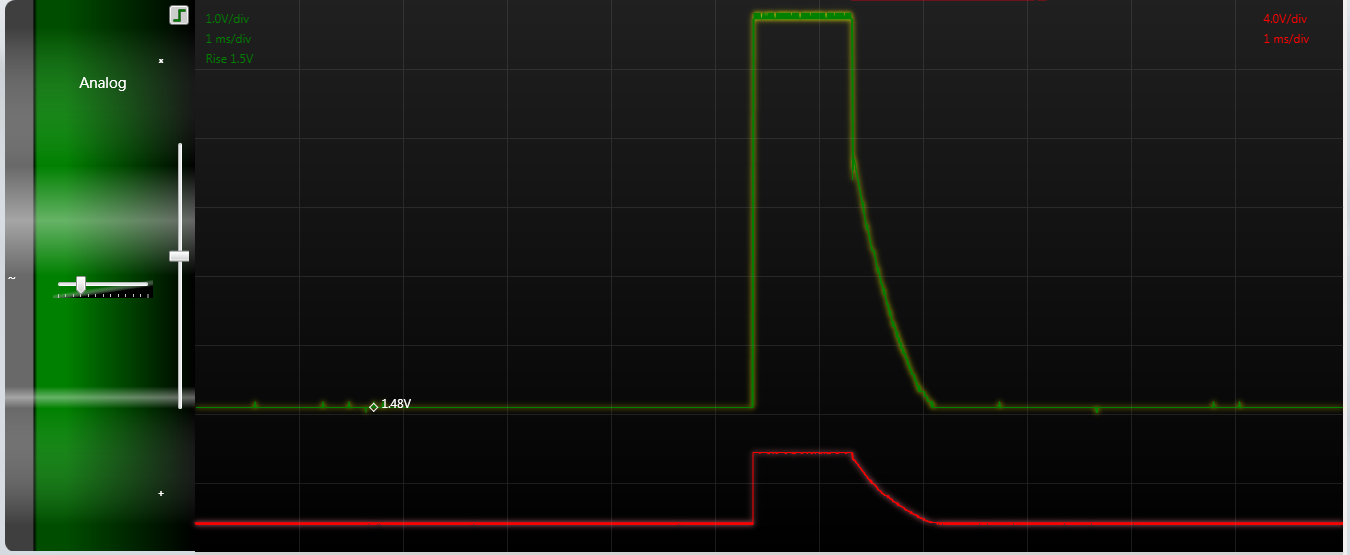 1.0V/div
1 ms/div
Rise 1.5V
4.0V/div
1 ms/div
x
Analog
~
1.48V
+